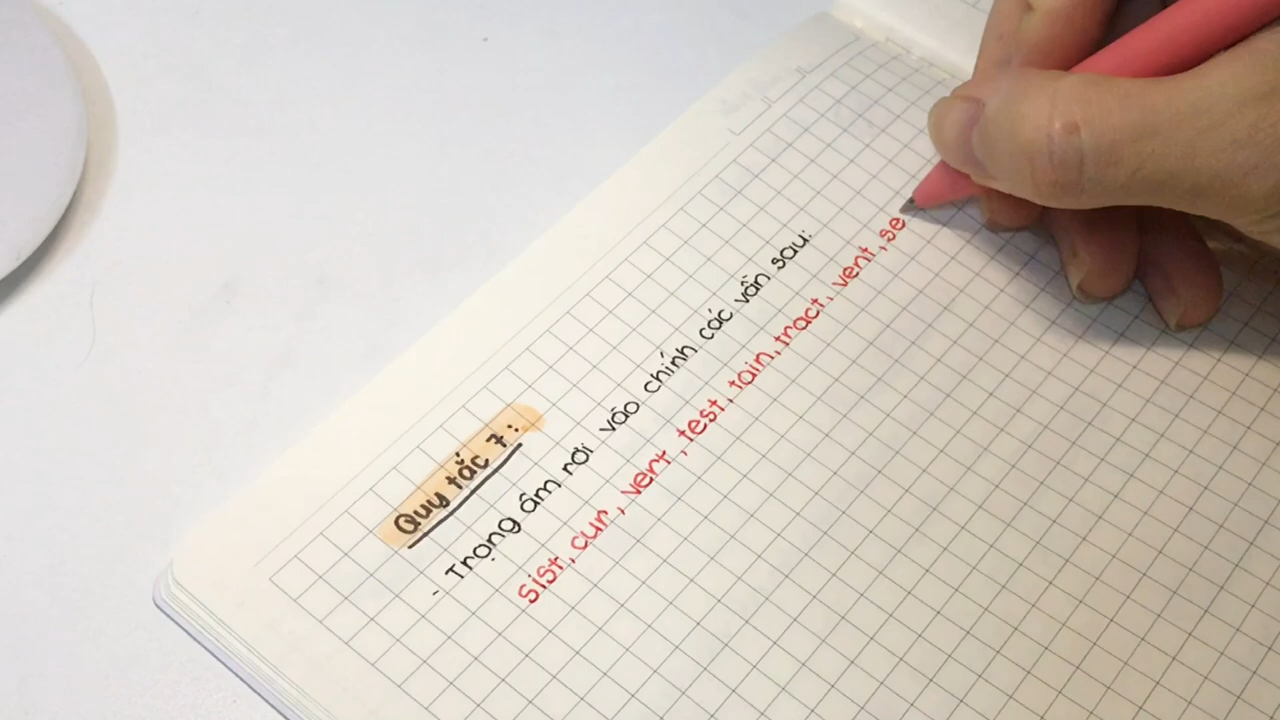 Quy tắc 7:
- Trọng âm rơi vào chính các vần sau:
sist, cur, vert, test, tain, tract, vent, se